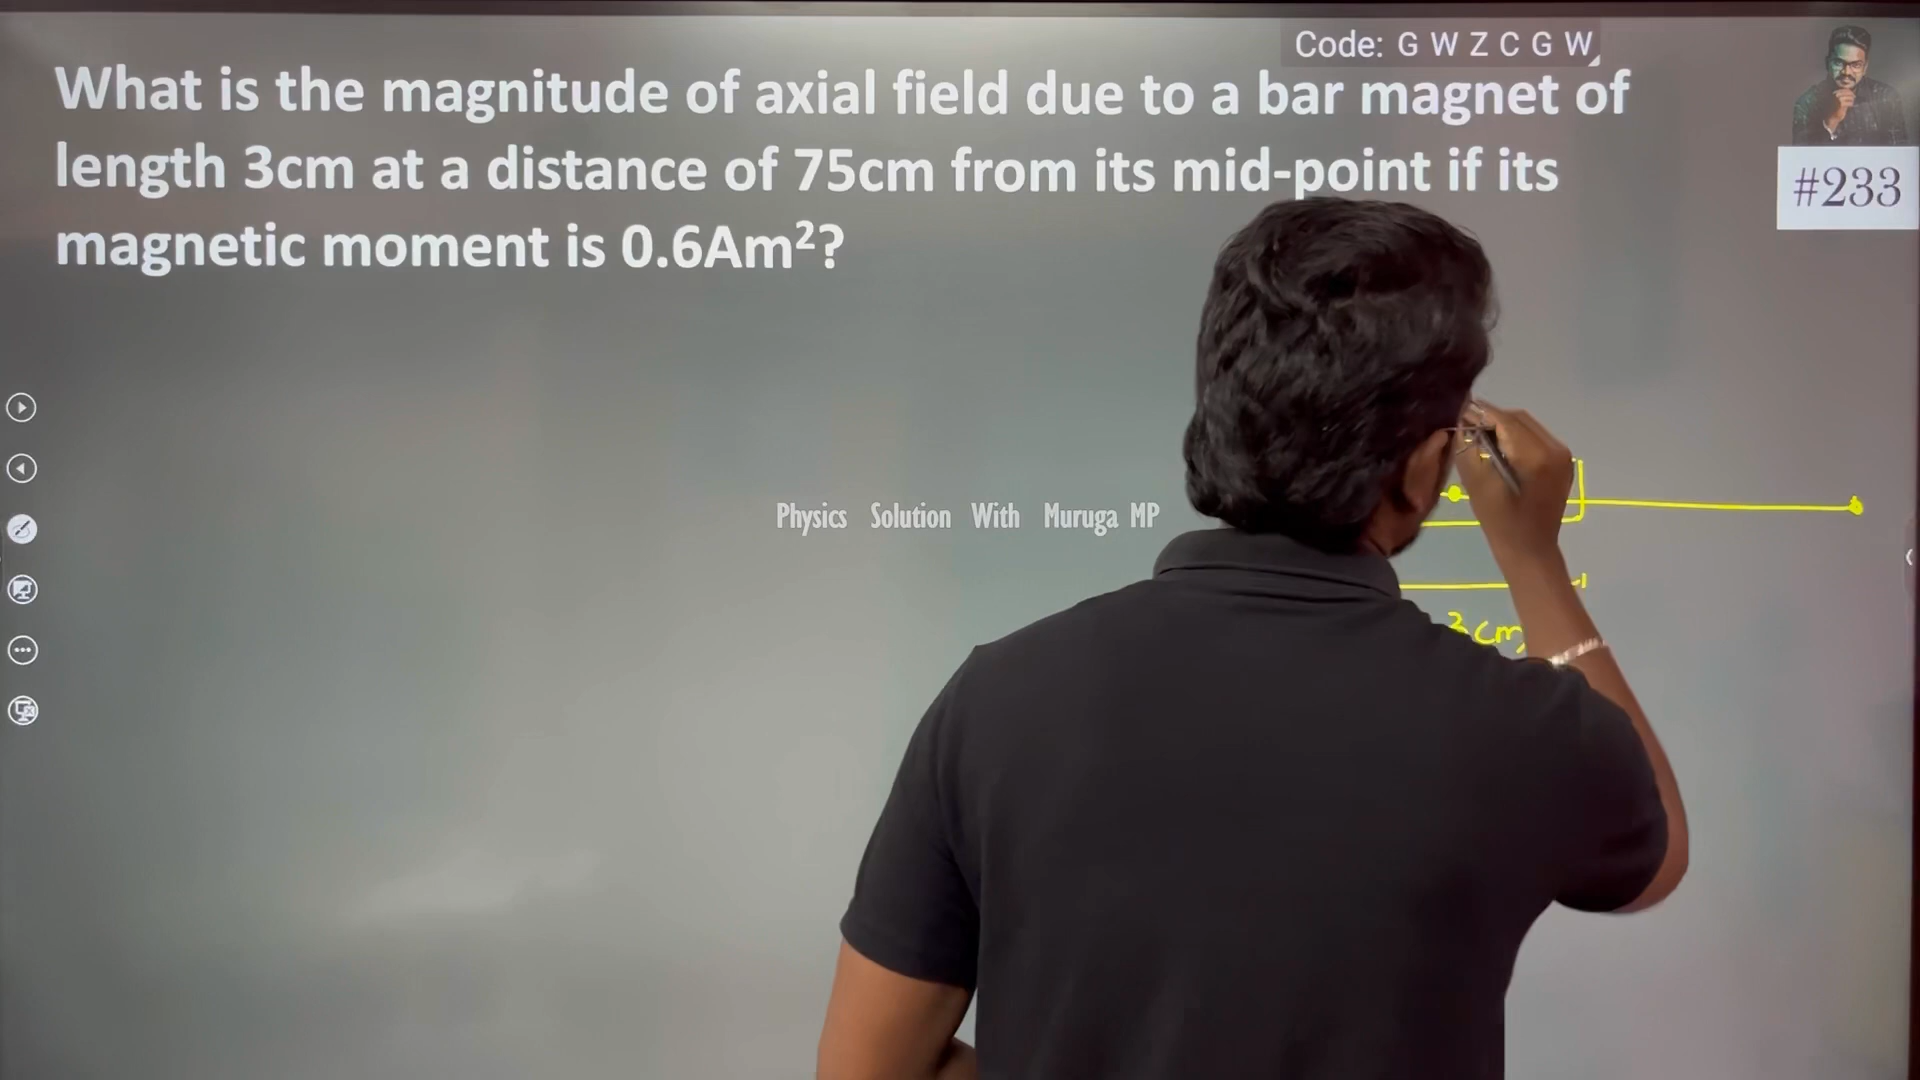 Code: G W Z C G W
What is the magnitude of axial field due to a bar magnet of
length 3cm at a distance of 75cm from its mid-point if its
magnetic moment is 0.6Am²?
#233
Physics Solution With Muruga MP
3cm